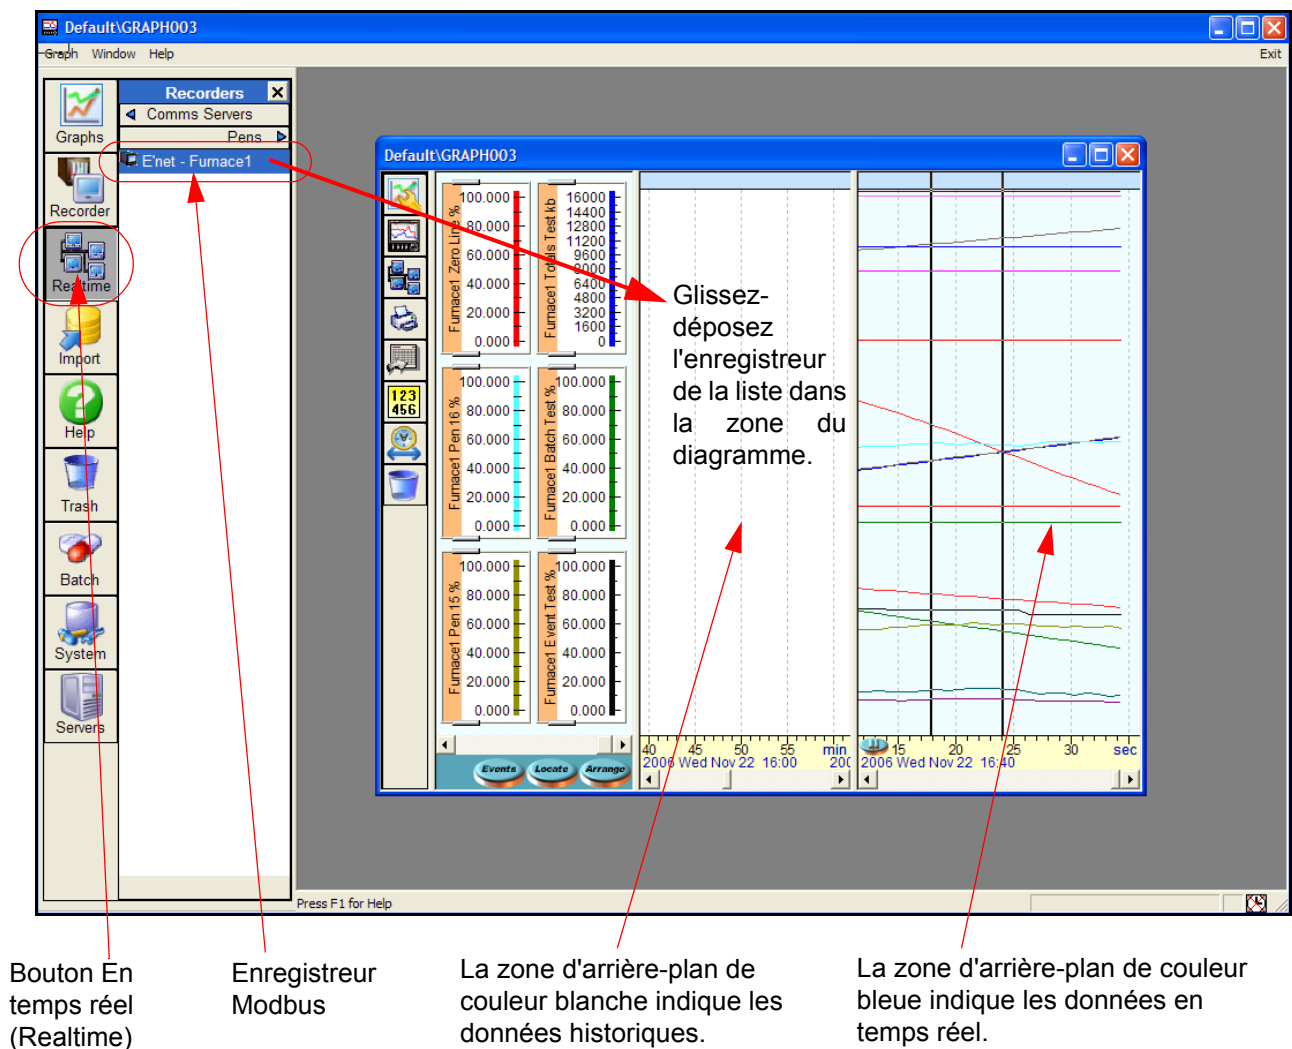 Default\GRAPH003
Graph Window Help Exit
Recorders
Comms Servers
Pens
E'net - Furnace1
Graphs
Recorder
Realtime
Import
Help
Trash
Batch
System
Servers
Default\GRAPH003
123
456
Furnace1 Zero Line %
100.000
80.000
60.000
40.000
20.000
0.000
Furnace1 Totals Test kb
16000
14400
12800
11200
9600
8000
6400
4800
3200
1600
0
Furnace1 Pen 16 %
100.000
80.000
60.000
40.000
20.000
0.000
Furnace1 Batch Test %
100.000
80.000
60.000
40.000
20.000
0.000
Furnace1 Pen 15 %
100.000
80.000
60.000
40.000
20.000
0.000
Furnace1 Event Test %
100.000
80.000
60.000
40.000
20.000
0.000
Events Locate Arrange
Glissez-
déposez
l'enregistreur
de la liste dans
la zone du
diagramme.
40 45 50 55 min
2006 Wed Nov 22 16:00 200
15 20 25 30 sec
2006 Wed Nov 22 16:40
Press F1 for Help
Bouton En
temps réel
(Realtime)
Enregistreur
Modbus
La zone d'arrière-plan de
couleur blanche indique les
données historiques.
La zone d'arrière-plan de couleur
bleue indique les données en
temps réel.